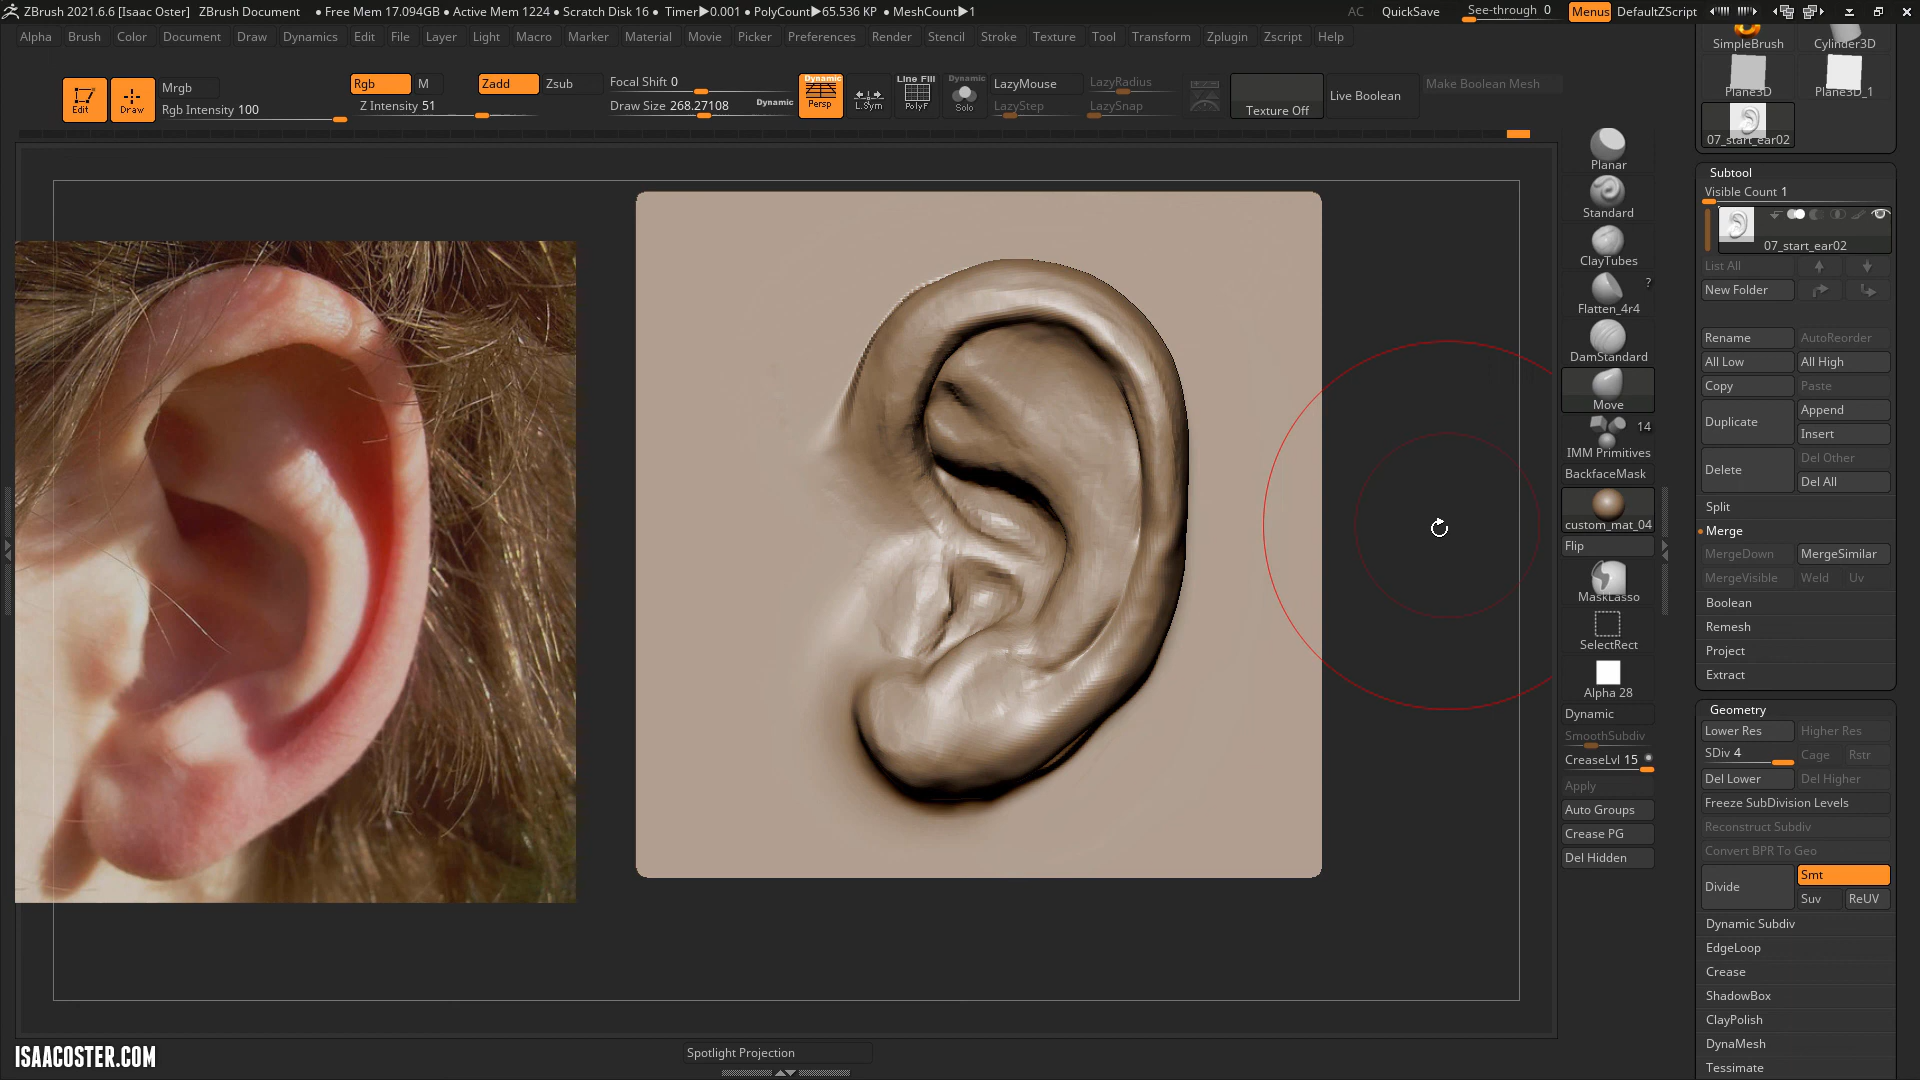 ZBrush 2021.6.6 [Isaac Oster] ZBrush Document • Free Mem 17.094GB • Active Mem 1224 • Scratch Disk 16 • Timer▶0.001 • PolyCount▶65.536 KP • MeshCount▶1 AC QuickSave See-through 0 Menus DefaultZScript
Alpha Brush Color Document Draw Dynamics Edit File Layer Light Macro Marker Material Movie Picker Preferences Render Stencil Stroke Texture Tool Transform Zplugin Zscript Help
Edit
Draw
Mrgb
Rgb Intensity 100
Rgb M
Z Intensity 51
Zadd Zsub
Focal Shift 0
Draw Size 268.27108 Dynamic
Dynamic
Persp
L.Sym
Line Fill
PolyF
Dynamic
Solo
LazyMouse LazyRadius
LazyStep LazySnap
Texture Off
Live Boolean
Make Boolean Mesh
Planar
Standard
ClayTubes
?
Flatten_4r4
DamStandard
Move
14
IMM Primitives
BackfaceMask
custom_mat_04
Flip
MaskLasso
SelectRect
Alpha 28
Dynamic
SmoothSubdiv
CreaseLvl 15
Apply
Auto Groups
Crease PG
Del Hidden
SimpleBrush Cylinder3D
Plane3D Plane3D_1
07_start_ear02
Subtool
Visible Count 1
07_start_ear02
List All
New Folder
Rename AutoReorder
All Low All High
Copy Paste
Duplicate Append
Insert
Delete Del Other
Del All
Split
Merge
MergeDown MergeSimilar
MergeVisible Weld Uv
Boolean
Remesh
Project
Extract
Geometry
Lower Res Higher Res
SDiv 4 Cage Rstr
Del Lower Del Higher
Freeze SubDivision Levels
Reconstruct Subdiv
Convert BPR To Geo
Divide Smt
Suv ReUV
Dynamic Subdiv
EdgeLoop
Crease
ShadowBox
ClayPolish
DynaMesh
Tessimate
Spotlight Projection
ISAACOSTER.COM